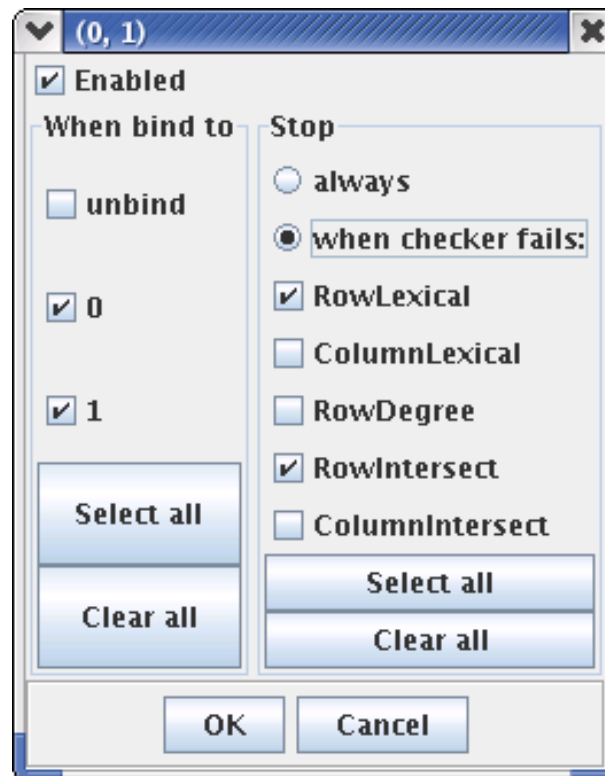 (0, 1)
Enabled
When bind to
unbind
0
1
Select all
Clear all
Stop
always
when checker fails:
RowLexical
ColumnLexical
RowDegree
RowIntersect
ColumnIntersect
Select all
Clear all
OK
Cancel